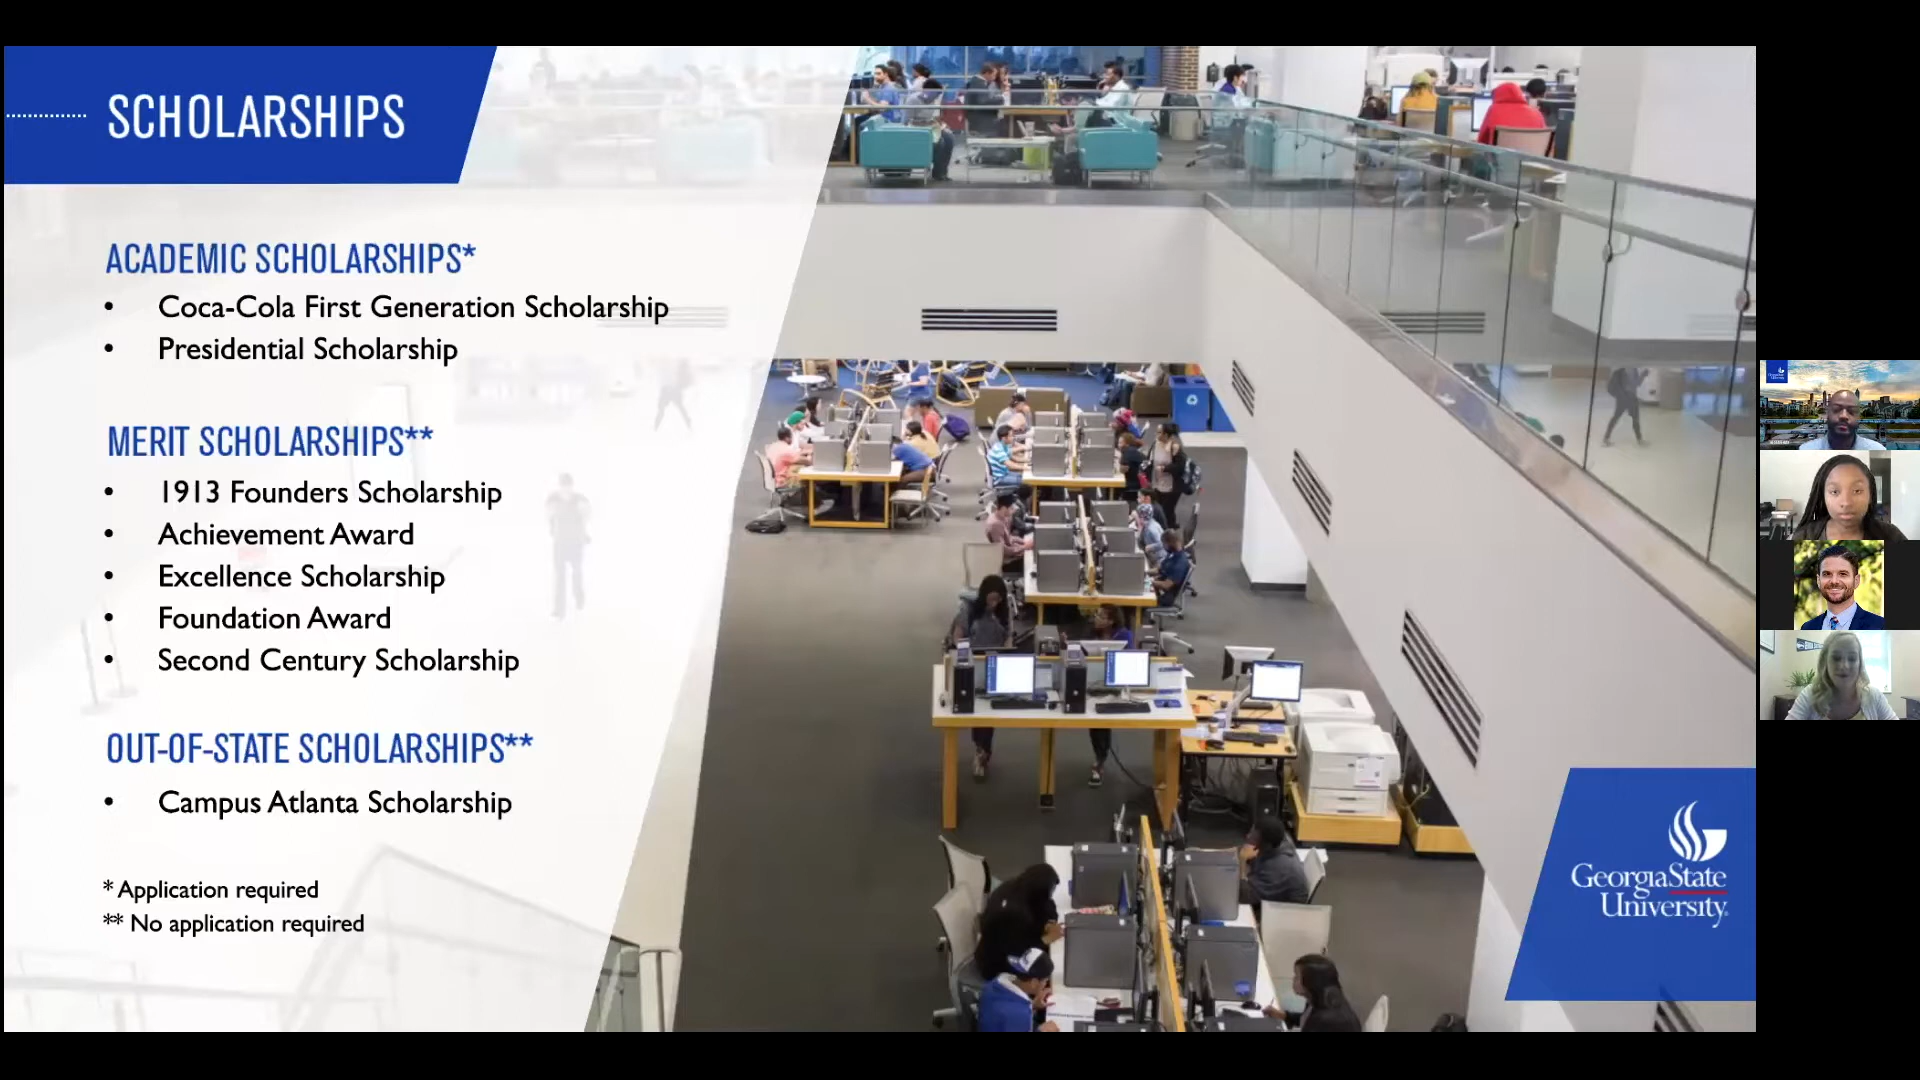 SCHOLARSHIPS
ACADEMIC SCHOLARSHIPS*
• Coca-Cola First Generation Scholarship
• Presidential Scholarship
MERIT SCHOLARSHIPS**
• 1913 Founders Scholarship
• Achievement Award
• Excellence Scholarship
• Foundation Award
• Second Century Scholarship
OUT-OF-STATE SCHOLARSHIPS**
• Campus Atlanta Scholarship
* Application required
** No application required
GeorgiaState
University